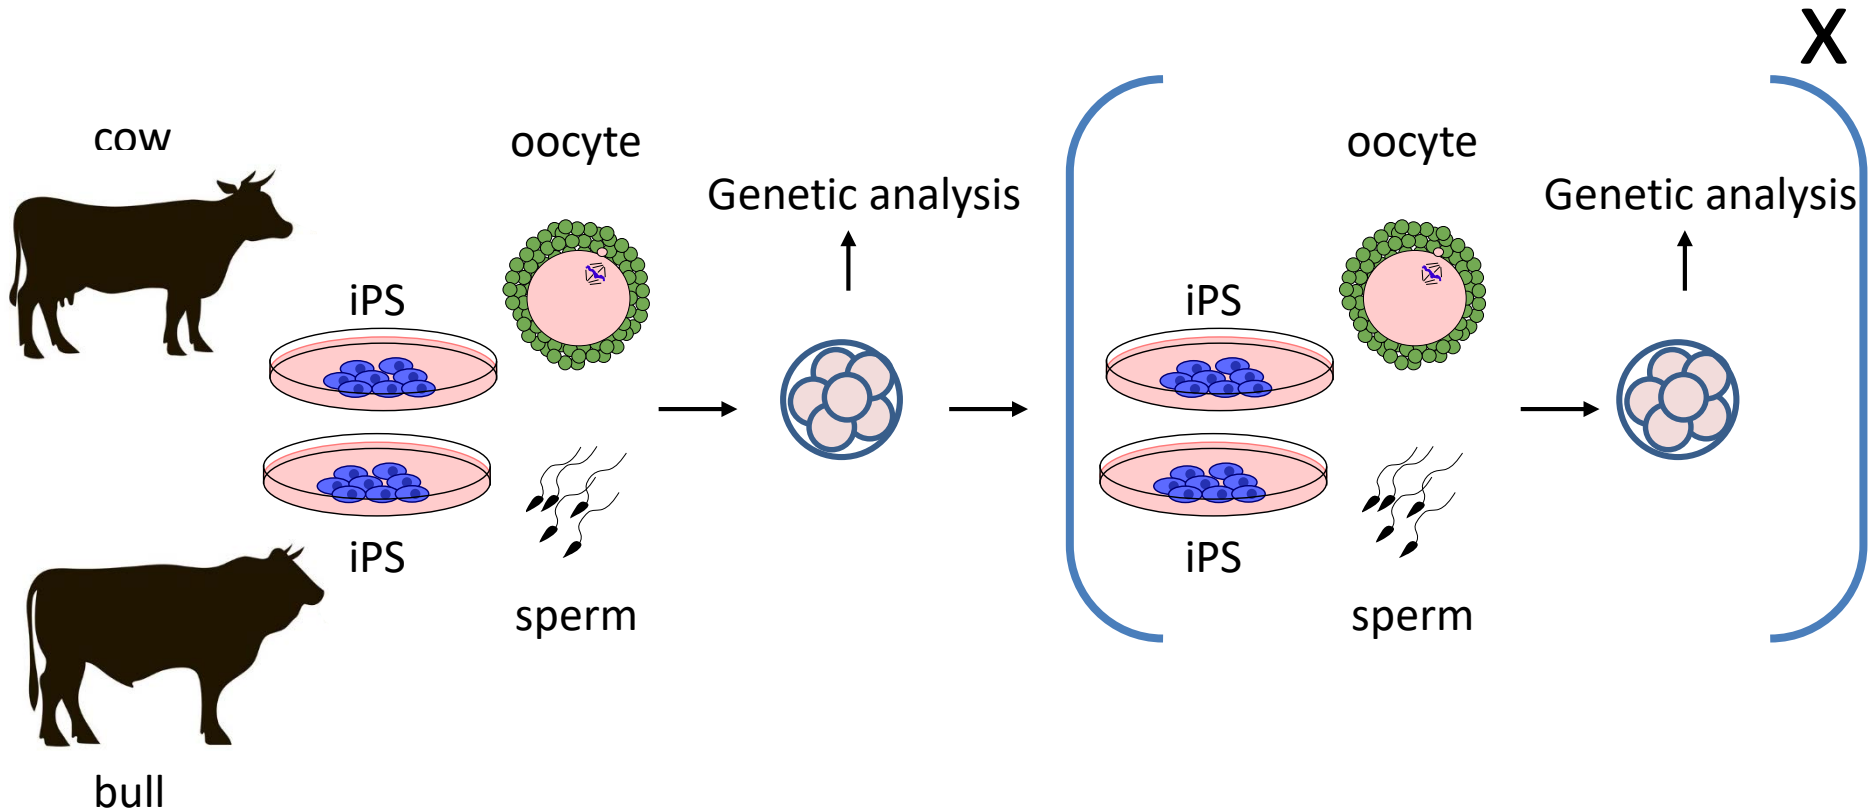 X
cow
oocyte
oocyte
Genetic analysis
Genetic analysis
iPS
iPS
iPS
iPS
sperm
sperm
bull